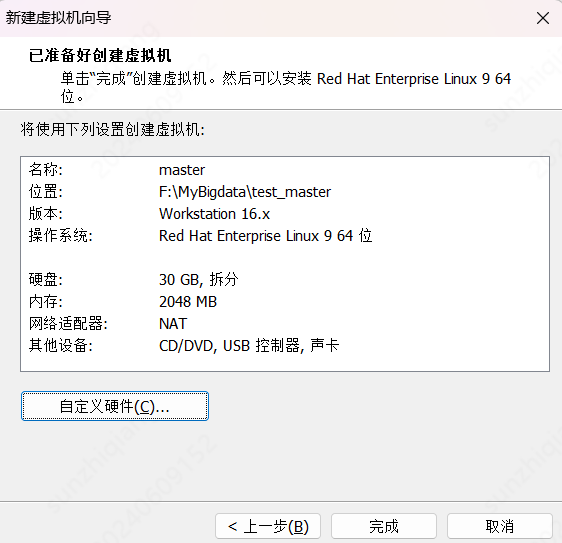 新建虚拟机向导
已准备好创建虚拟机
单击“完成”创建虚拟机。然后可以安装 Red Hat Enterprise Linux 9 64
位。
将使用下列设置创建虚拟机:
名称: master
位置: F:\MyBigdata\test_master
版本: Workstation 16.x
操作系统: Red Hat Enterprise Linux 9 64 位
硬盘: 30 GB, 拆分
内存: 2048 MB
网络适配器: NAT
其他设备: CD/DVD, USB 控制器, 声卡
自定义硬件(C)...
< 上一步(B)
完成
取消